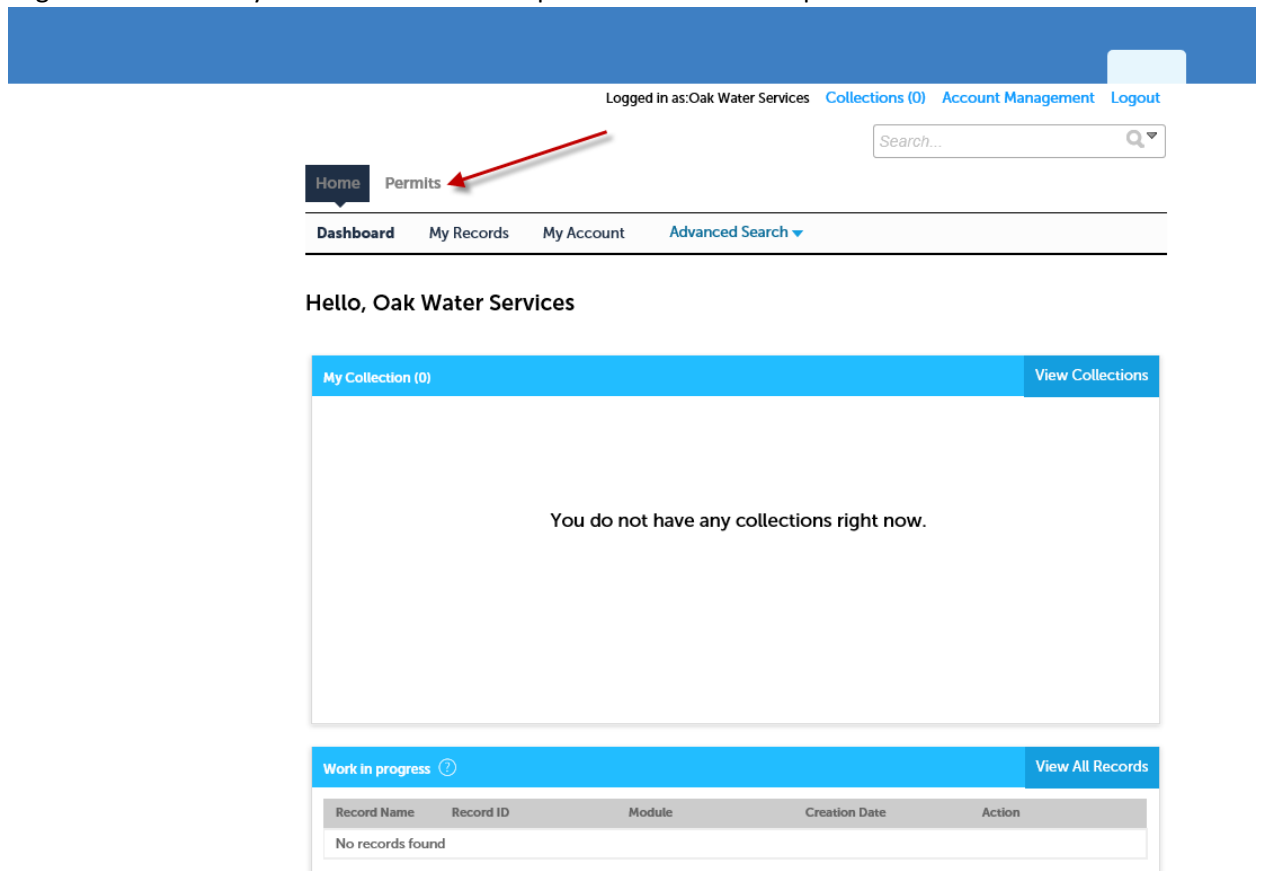 Logged in as:Oak Water Services Collections (0) Account Management Logout
Search...
Home Permits
Dashboard My Records My Account Advanced Search
Hello, Oak Water Services
My Collection (0) View Collections
You do not have any collections right now.
Work in progress ? View All Records
Record Name Record ID Module Creation Date Action
No records found